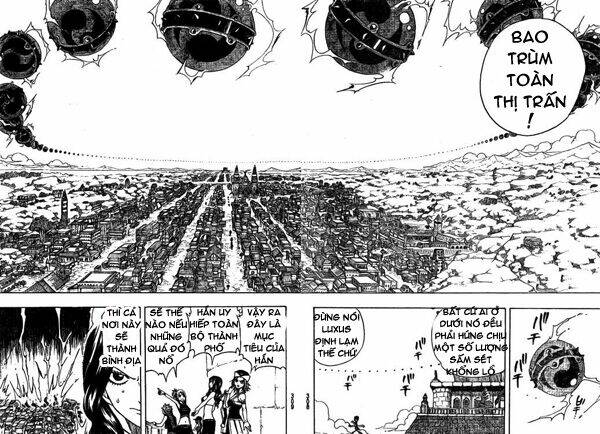 BAO
TRÙM
TOÀN
THỊ TRẤN
!
BẤT CỨ AI Ở
DƯỚI NÓ ĐỀU
PHẢI HỨNG CHỊU
MỘT SỐ LƯỢNG
SẤM SÉT
KHỔNG LỒ
ĐỪNG NÓI
LUXUS
ĐỊNH LẠM
THẾ CHỨ
VẬY RA
ĐÂY LÀ
MỤC
TIÊU CỦA
HẮN
HẮN UY
HIẾP TOÀN
BỘ THÀNH
PHỐ
SẼ THẾ
NÀO NẾU
NHỮNG
QUẢ ĐÓ
NỔ
THÌ CẢ
NƠI NÀY
SẼ
THÀNH
BÌNH ĐỊA